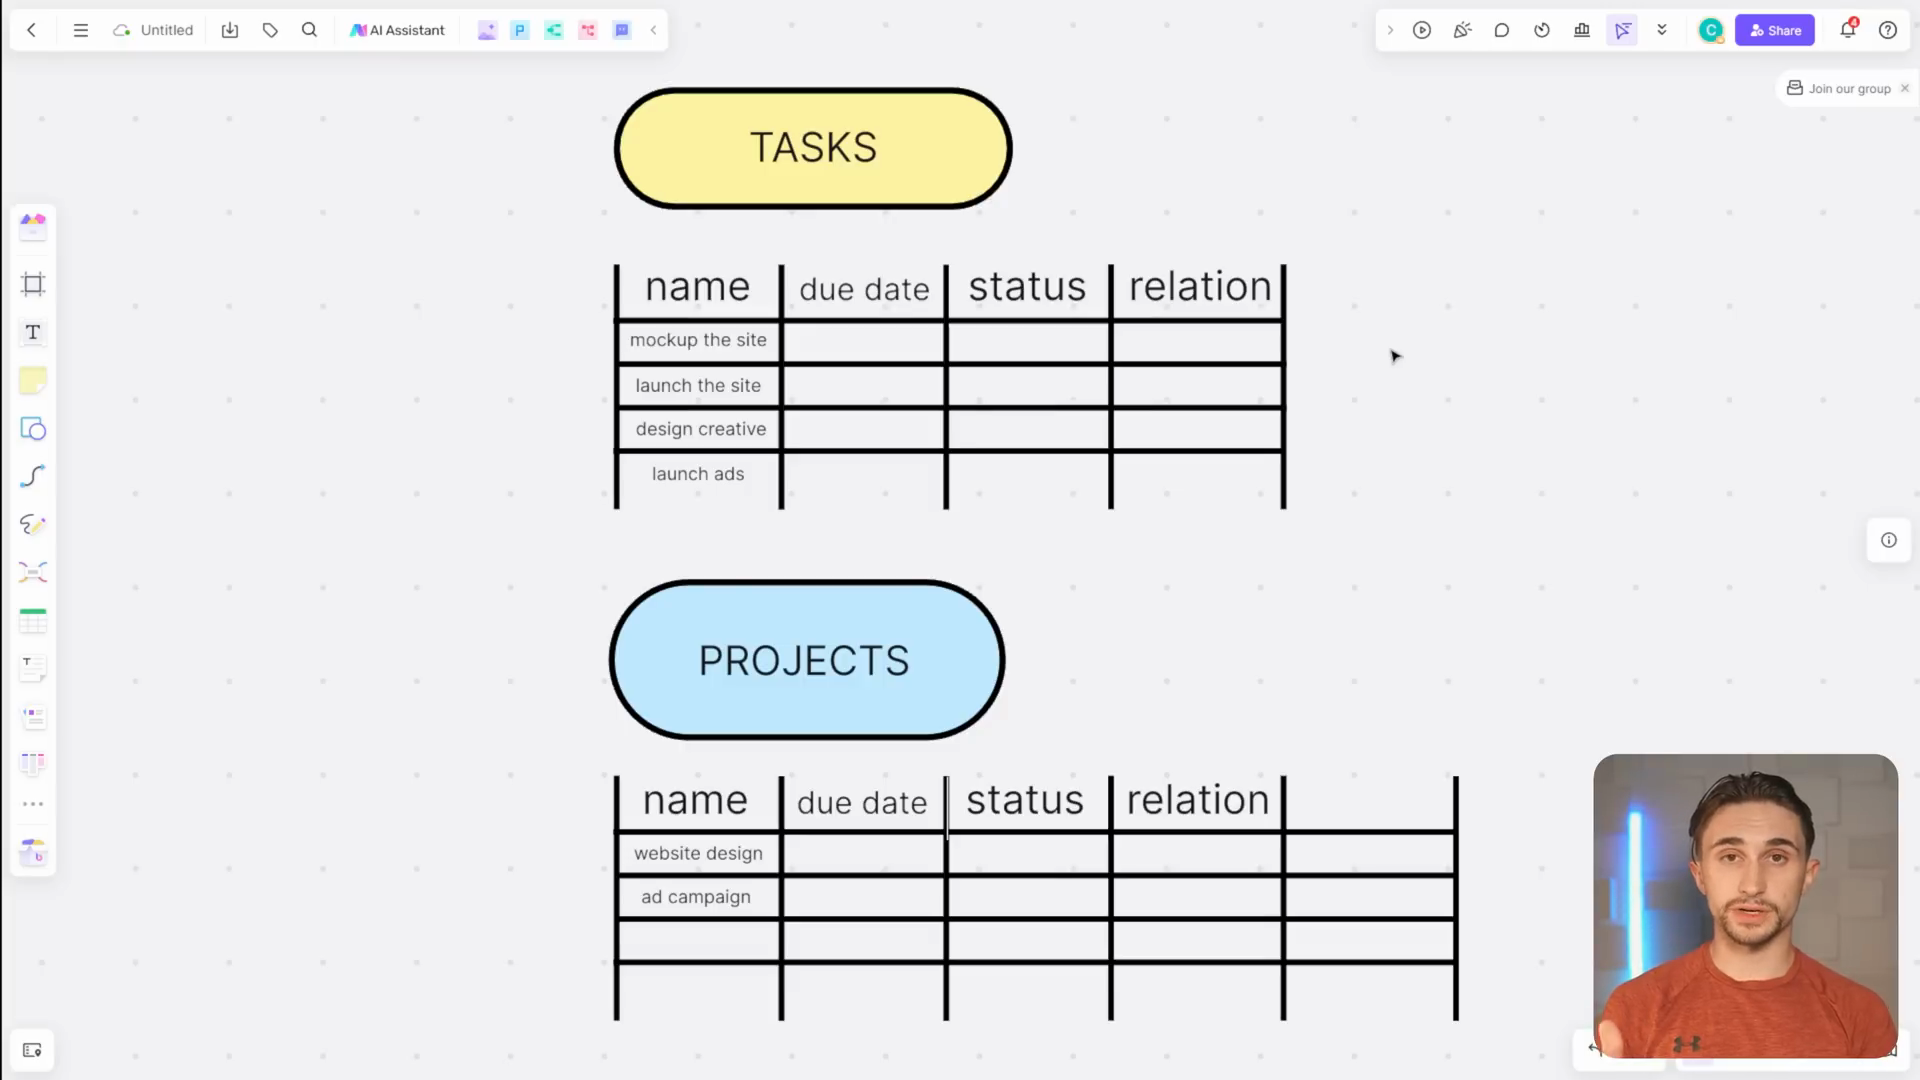 Untitled
AI Assistant
P
C
Share
4
Join our group
TASKS
name due date status relation
mockup the site
launch the site
design creative
launch ads
PROJECTS
name due date status relation
website design
ad campaign
T
T
b